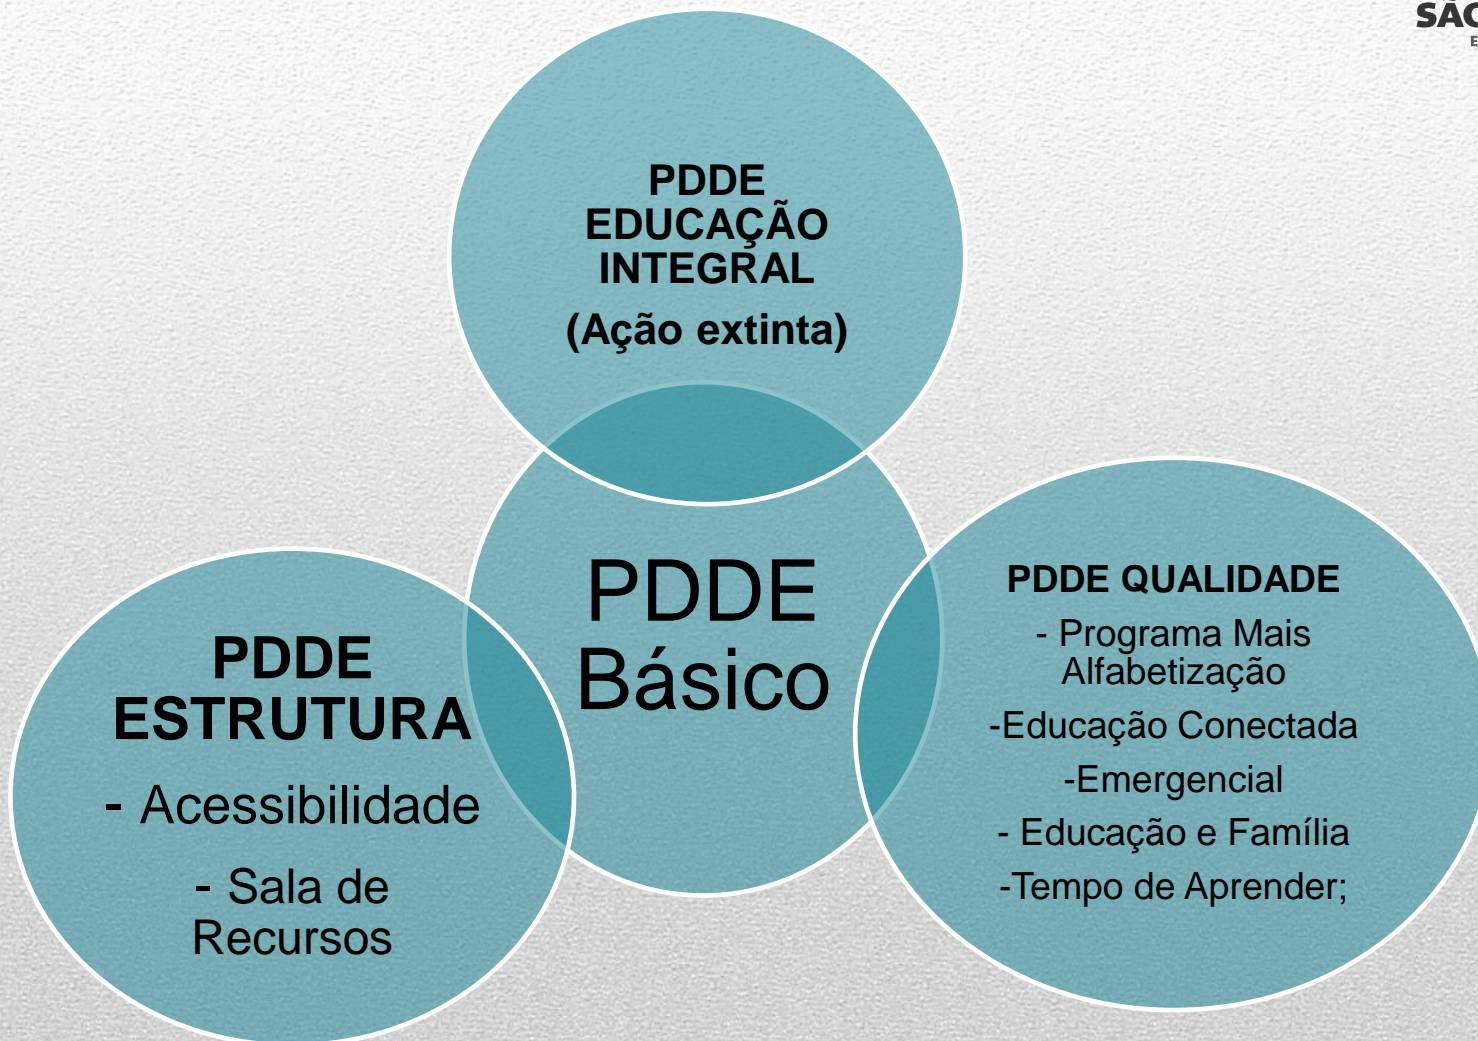 PDDE
EDUCAÇÃO
INTEGRAL
(Ação extinta)
PDDE
Básico
PDDE
ESTRUTURA
- Acessibilidade
- Sala de
Recursos
PDDE QUALIDADE
- Programa Mais
Alfabetização
-Educação Conectada
-Emergencial
- Educação e Família
-Tempo de Aprender;